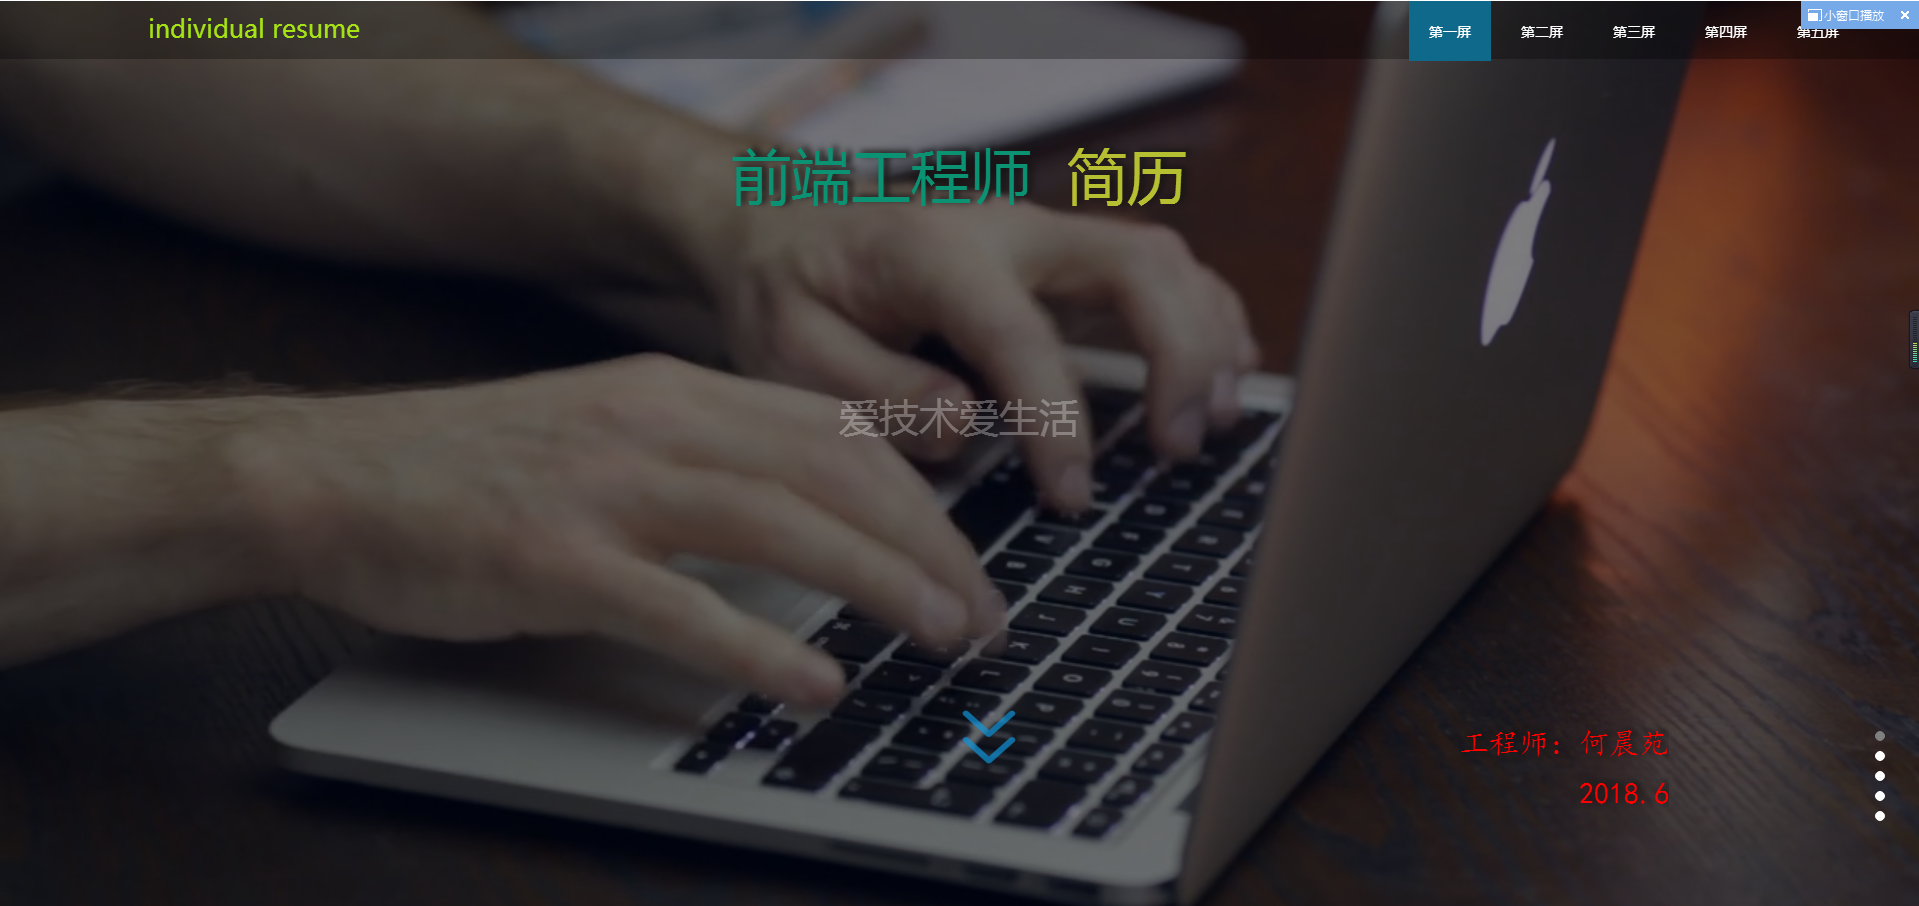 individual resume
第一屏 第二屏 第三屏 第四屏 第五屏
小窗口播放
前端工程师 简历
爱技术爱生活
工程师：何晨苑
2018.6